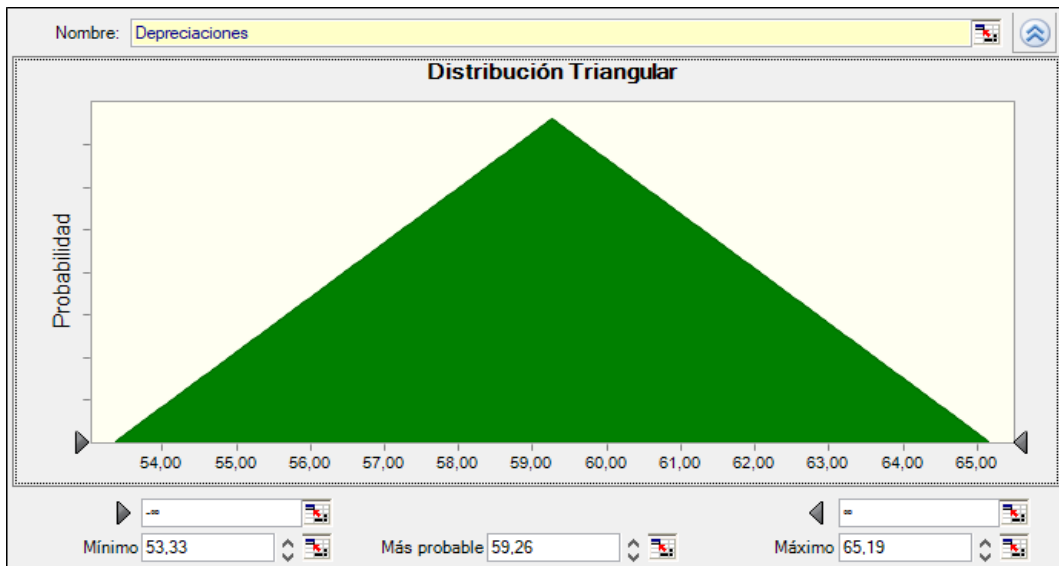 Nombre: Depreciaciones
Distribución Triangular
Probabilidad
54,00 55,00 56,00 57,00 58,00 59,00 60,00 61,00 62,00 63,00 64,00 65,00
-∞ ∞
Mínimo 53,33 Más probable 59,26 Máximo 65,19